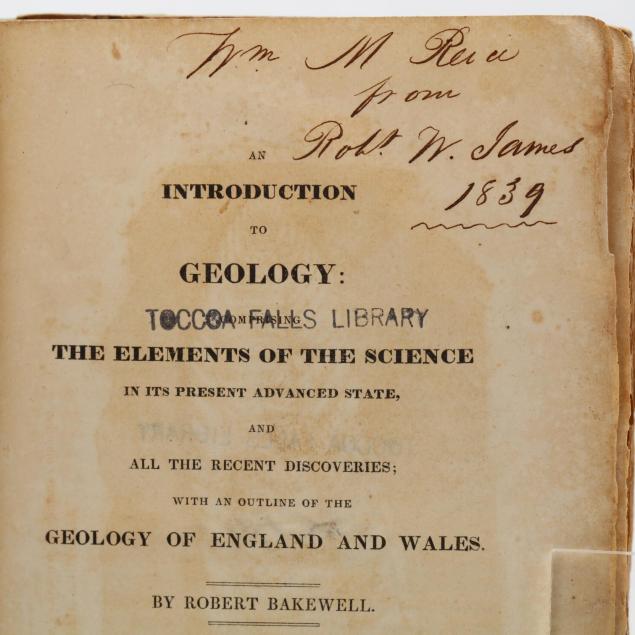 Wm M Reid
from
Robt. W. James
1839
AN
INTRODUCTION
TO
GEOLOGY:
COMPRISING
TOCCOA FALLS LIBRARY
THE ELEMENTS OF THE SCIENCE
IN ITS PRESENT ADVANCED STATE,
AND
ALL THE RECENT DISCOVERIES;
WITH AN OUTLINE OF THE
GEOLOGY OF ENGLAND AND WALES.
BY ROBERT BAKEWELL.